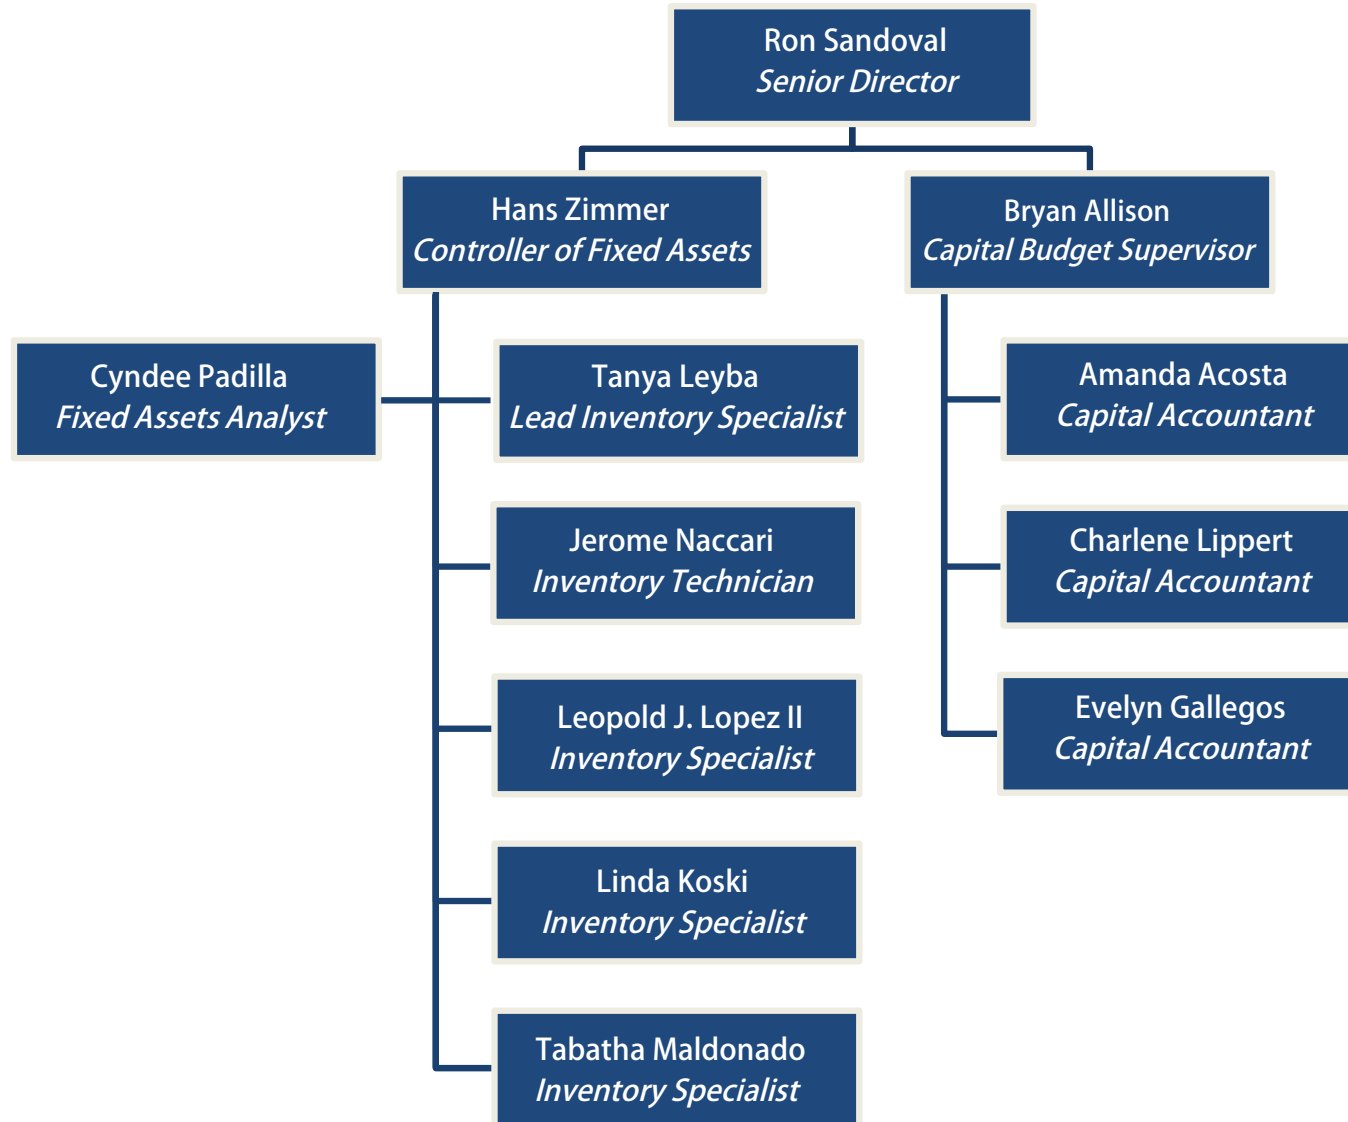 Ron Sandoval
Senior Director
Hans Zimmer
Controller of Fixed Assets
Bryan Allison
Capital Budget Supervisor
Cyndee Padilla
Fixed Assets Analyst
Tanya Leyba
Lead Inventory Specialist
Amanda Acosta
Capital Accountant
Jerome Naccari
Inventory Technician
Charlene Lippert
Capital Accountant
Leopold J. Lopez II
Inventory Specialist
Evelyn Gallegos
Capital Accountant
Linda Koski
Inventory Specialist
Tabatha Maldonado
Inventory Specialist